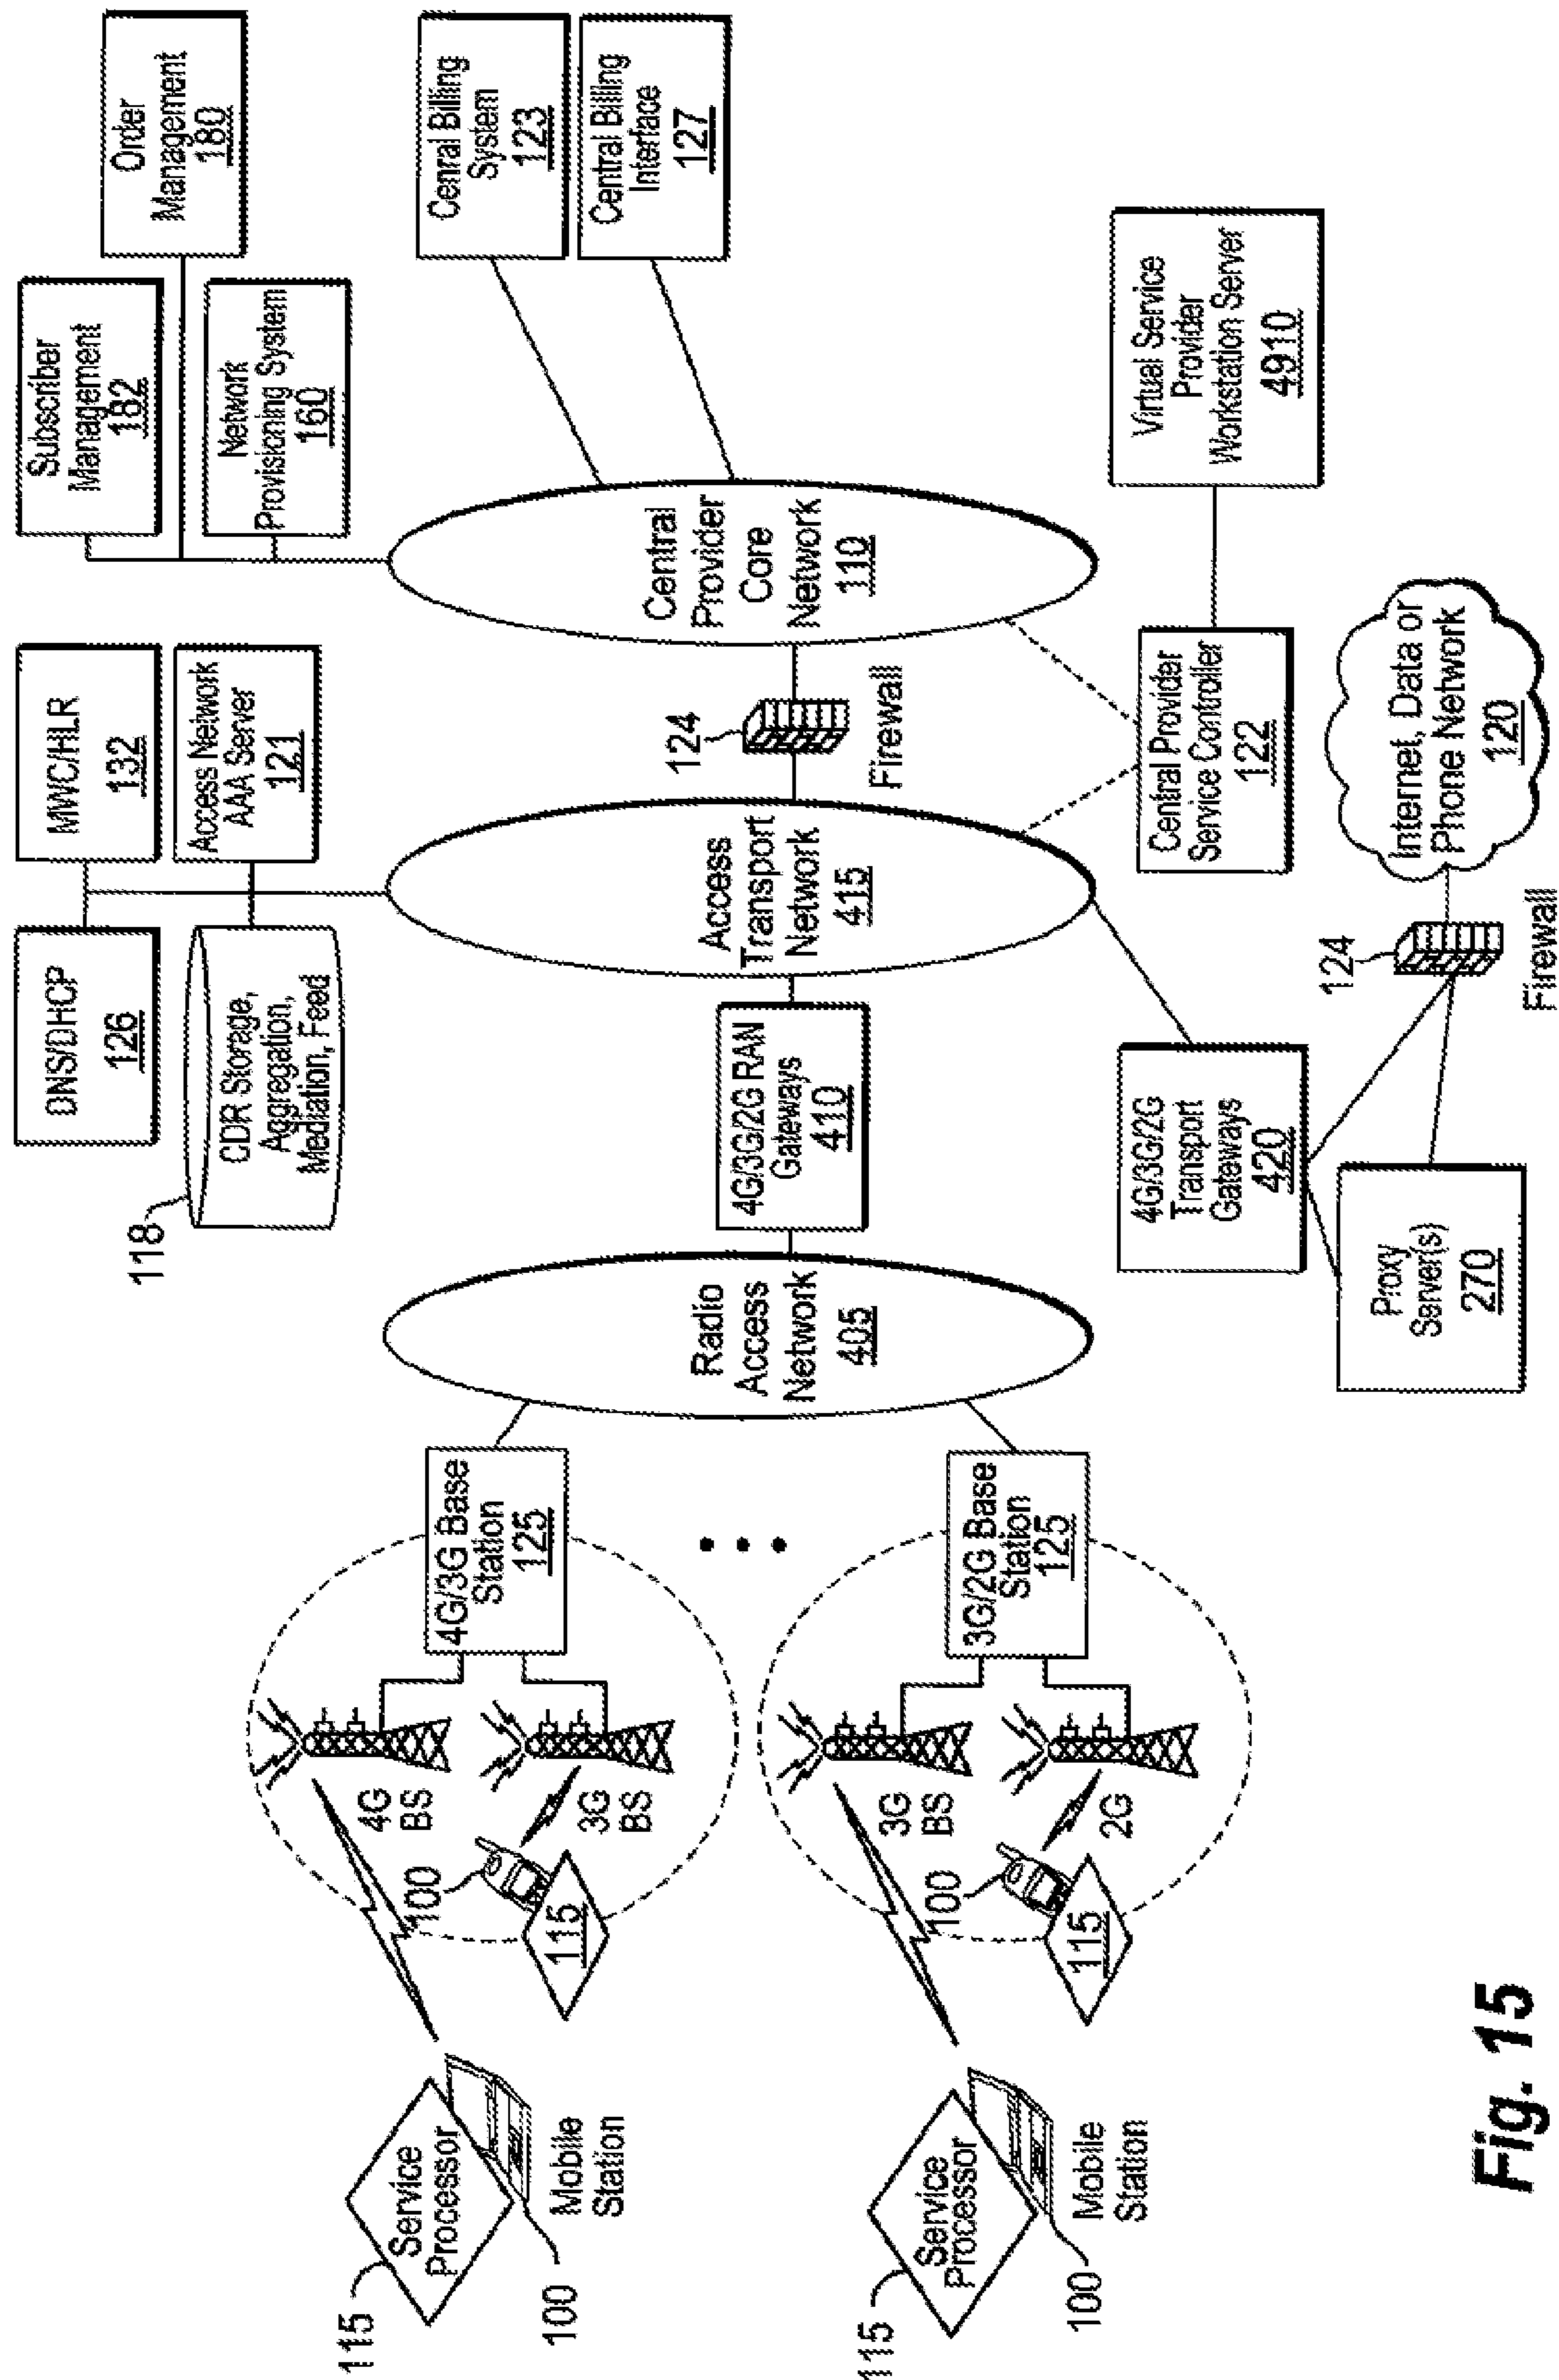 Subscriber
Management
182
Order
Management
180
Network
Provisioning System
160
MWC/HLR
132
Access Network
AAA Server
121
DNS/DHCP
126
CDR Storage,
Aggregation,
Mediation, Feed
118
Cenral Billing
System
123
Central Billing
Interface
127
Central
Provider
Core
Network
110
124
Firewall
Access
Transport
Network
415
4G/3G/2G RAN
Gateways
410
Radio
Access
Network
405
4G/3G Base
Station
125
4G
BS
3G
BS
100
115
Service
Processor
115
100
Mobile
Station
3G/2G Base
Station
125
3G
BS
2G
100
115
Service
Processor
115
100
Mobile
Station
Virtual Service
Provider
Workstation Server
4910
Central Provider
Service Controller
122
Internet, Data or
Phone Network
120
124
Firewall
4G/3G/2G
Transport
Gateways
420
Proxy
Server(s)
270
Fig. 15